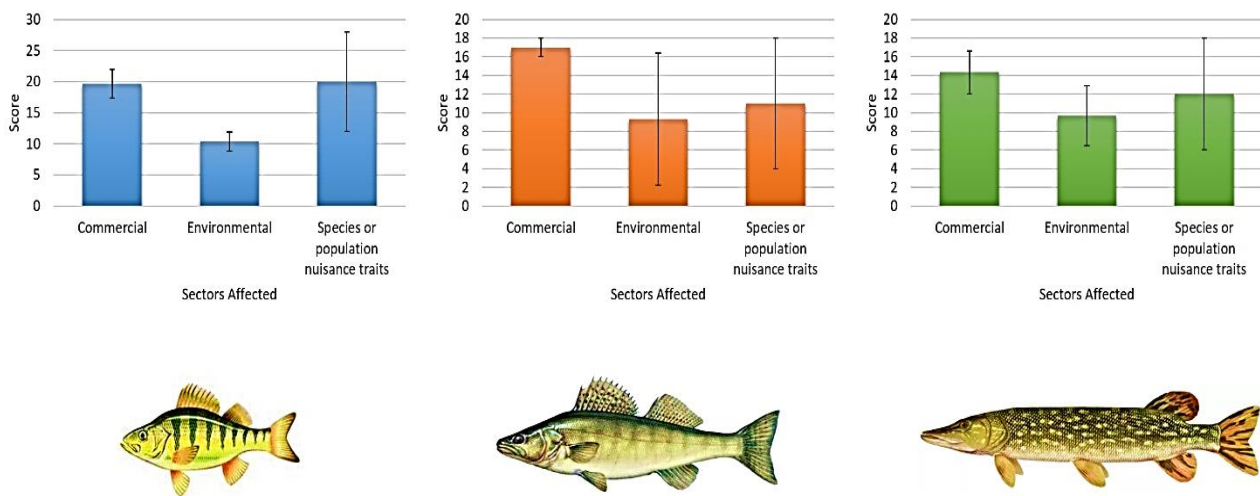 30
25
20
15
10
5
0
Score
Commercial
Environmental
Species or
population
nuisance traits
Sectors Affected
20
18
16
14
12
10
8
6
4
2
0
Score
Commercial
Environmental
Species or
population
nuisance traits
Sectors Affected
20
18
16
14
12
10
8
6
4
2
0
Score
Commercial
Environmental
Species or
population
nuisance traits
Sectors Affected